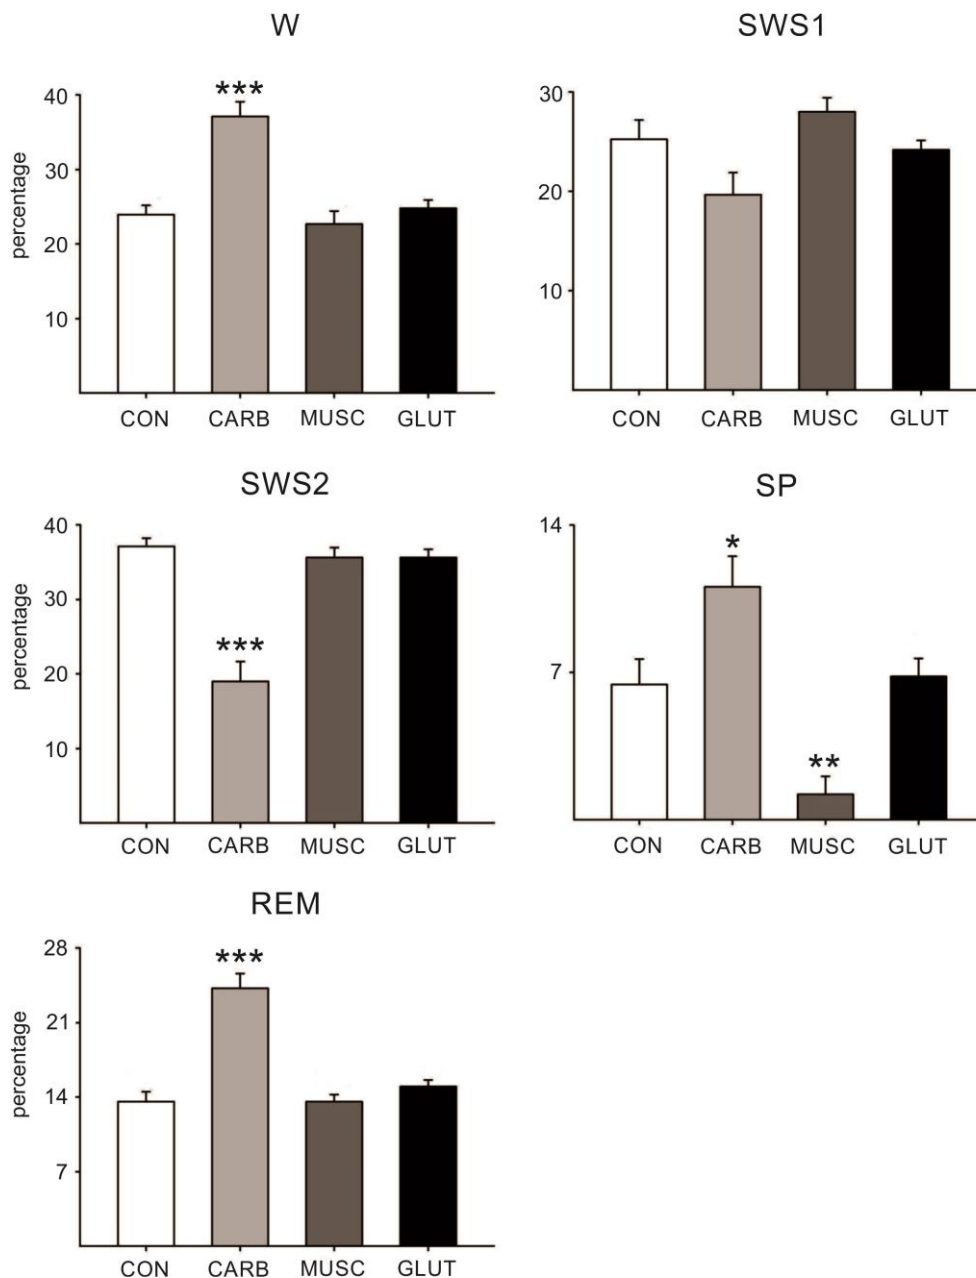 W
***
40
30
20
10
percentage
CON CARB MUSC GLUT
SWS1
30
20
10
CON CARB MUSC GLUT
SWS2
40
30
20
10
percentage
***
CON CARB MUSC GLUT
SP
14
7
*
**
CON CARB MUSC GLUT
REM
28
21
14
7
percentage
***
CON CARB MUSC GLUT